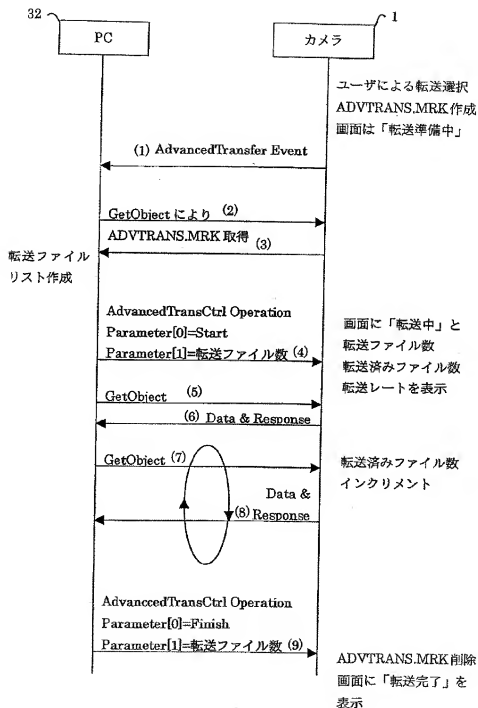 32
1
PC
カメラ
ユーザによる転送選択
ADVTRANS.MRK 作成
画面は「転送準備中」
(1) AdvancedTransfer Event
GetObject により (2)
ADVTRANS.MRK 取得 (3)
転送ファイル
リスト作成
AdvancedTransCtrl Operation
Parameter[0]=Start
Parameter[1]=転送ファイル数 (4)
画面に「転送中」と
転送ファイル数
転送済みファイル数
転送レートを表示
GetObject (5)
(6) Data & Response
GetObject (7)
転送済みファイル数
インクリメント
Data &
(8) Response
AdvanccedTransCtrl Operation
Parameter[0]=Finish
Parameter[1]=転送ファイル数 (9)
ADVTRANS.MRK 削除
画面に「転送完了」を
表示